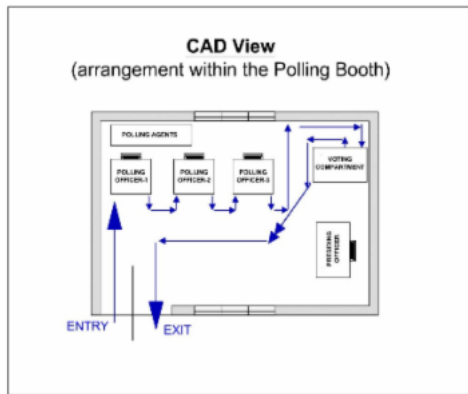 CAD View
(arrangement within the Polling Booth)
POLLING AGENTS
POLLING
OFFICER-1
POLLING
OFFICER-2
POLLING
OFFICER-3
VOTING
COMPARTMENT
PRESIDING
OFFICER
ENTRY
EXIT